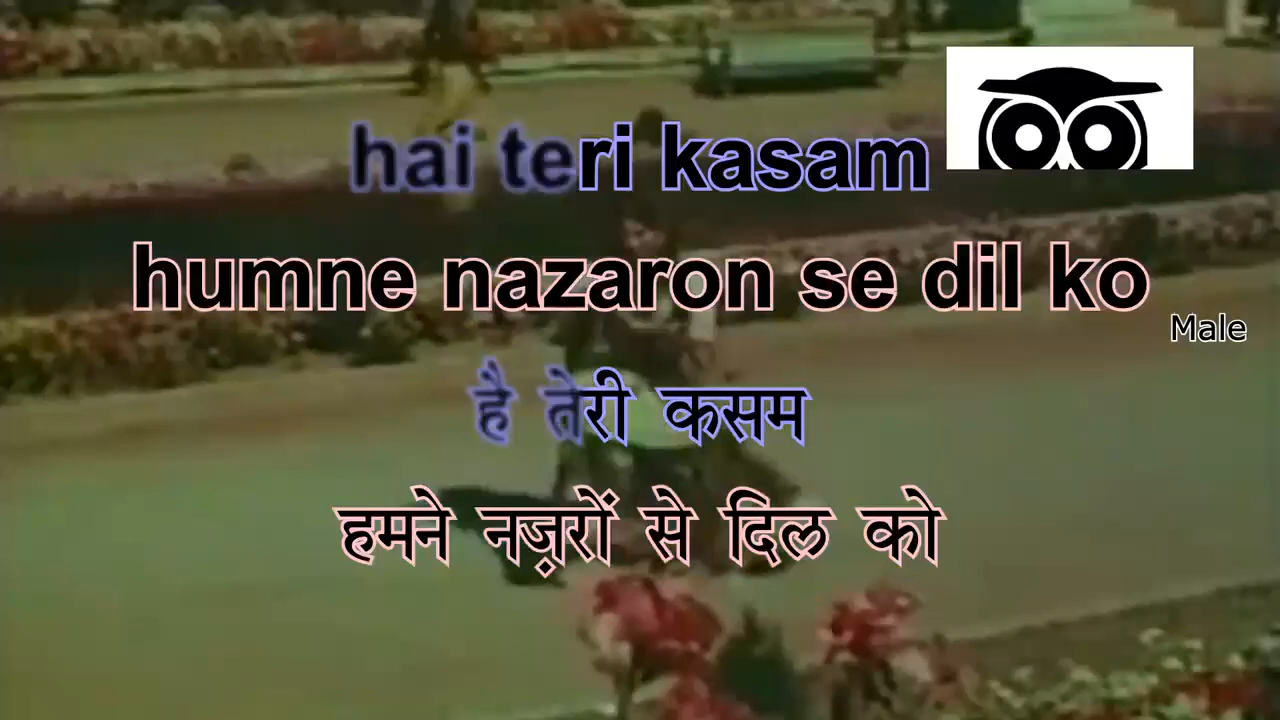 hai teri kasam
humne nazaron se dil ko
Male
है तेरी कसम
हमने नज़रों से दिल को